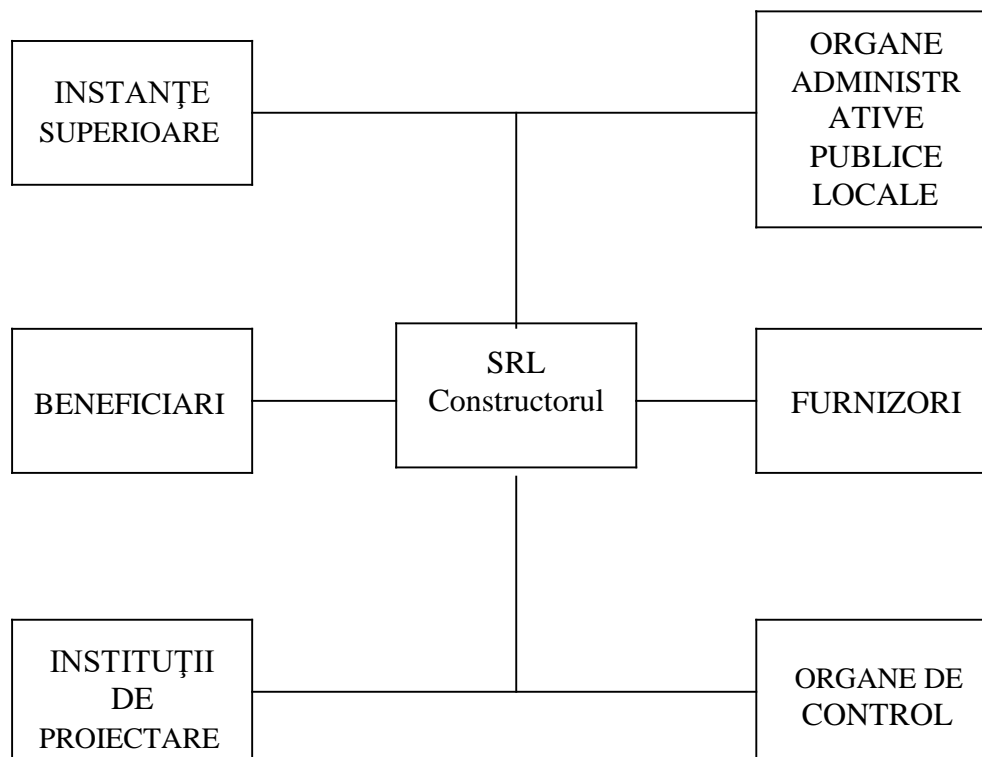 INSTANŢE
SUPERIOARE
ORGANE
ADMINISTR
ATIVE
PUBLICE
LOCALE
BENEFICIARI
SRL
Constructorul
FURNIZORI
INSTITUŢII
DE
PROIECTARE
ORGANE DE
CONTROL